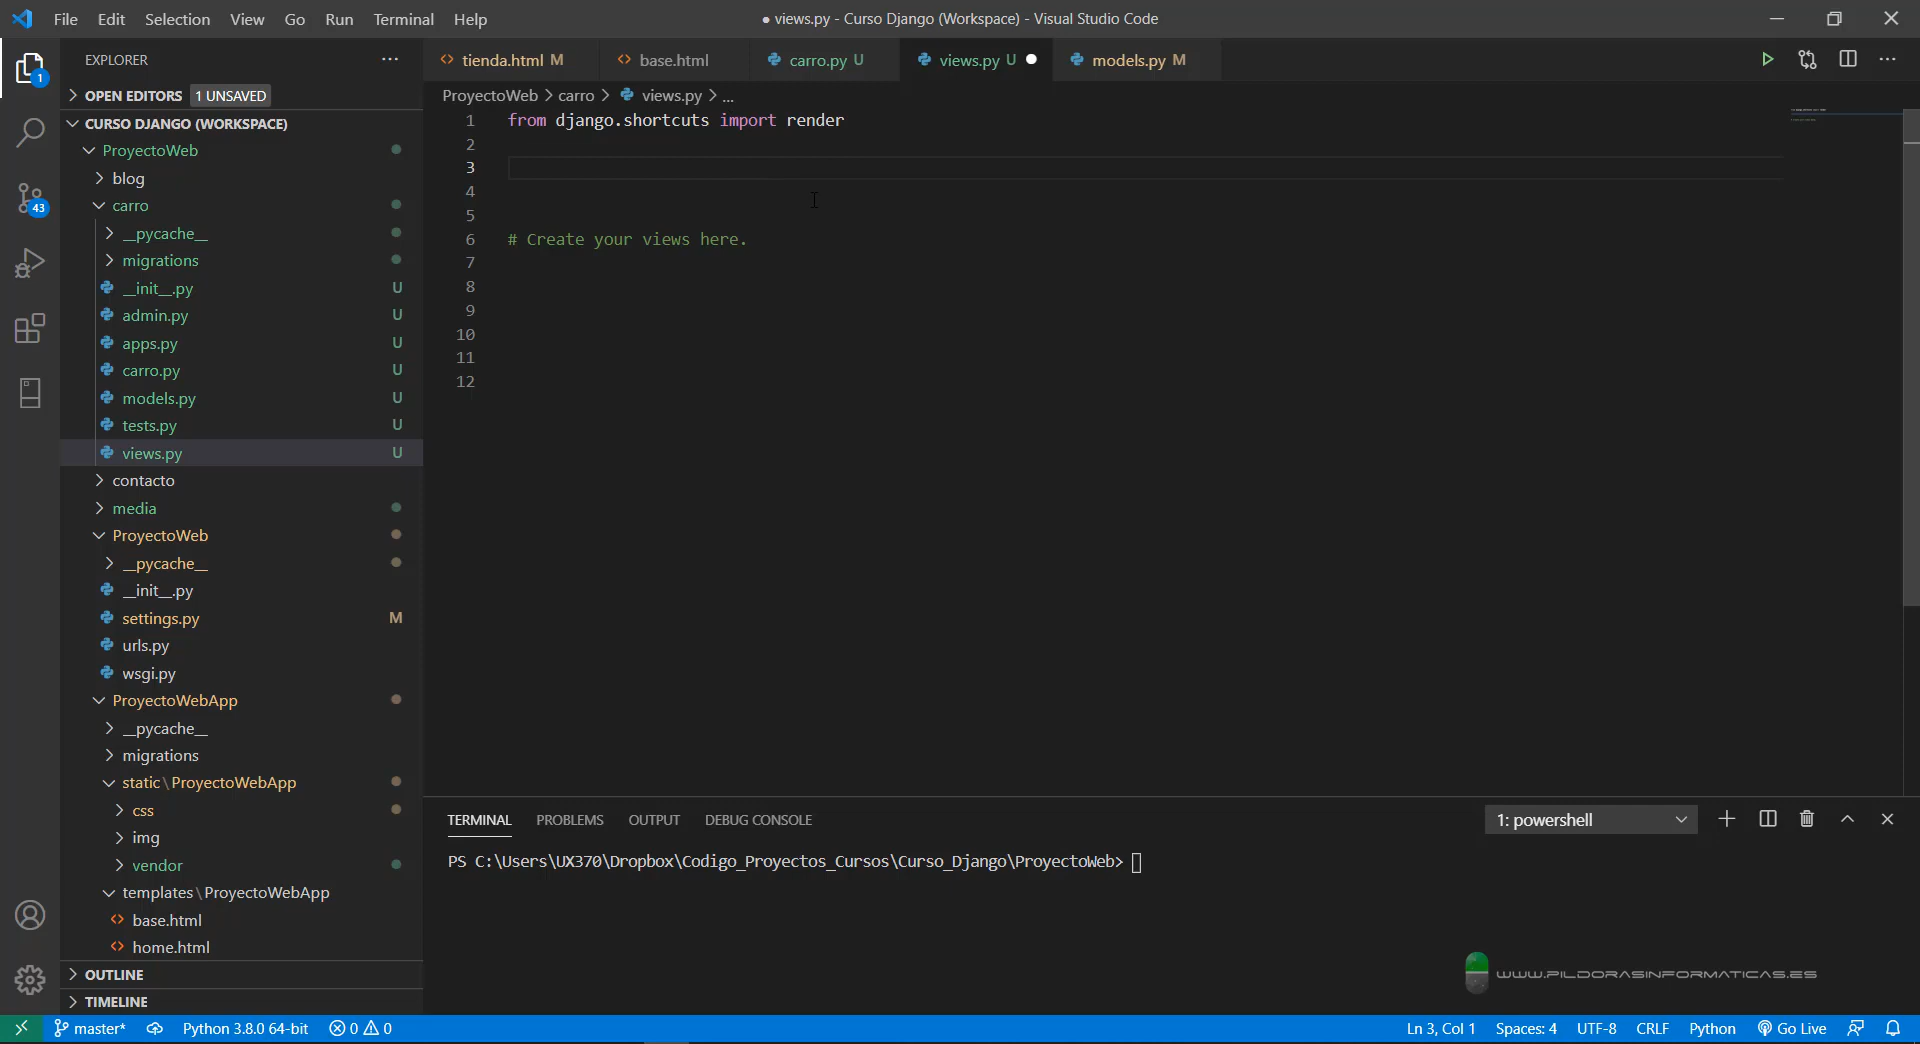 File Edit Selection View Go Run Terminal Help
● views.py - Curso Django (Workspace) - Visual Studio Code
EXPLORER
1
43
OPEN EDITORS 1 UNSAVED
CURSO DJANGO (WORKSPACE)
ProyectoWeb
blog
carro
__pycache__
migrations
__init__.py U
admin.py U
apps.py U
carro.py U
models.py U
tests.py U
views.py U
contacto
media
ProyectoWeb
__pycache__
__init__.py
settings.py M
urls.py
wsgi.py
ProyectoWebApp
__pycache__
migrations
static\ProyectoWebApp
css
img
vendor
templates\ProyectoWebApp
base.html
home.html
OUTLINE
TIMELINE
tienda.html M base.html carro.py U views.py U models.py M
ProyectoWeb > carro > views.py > ...
1 from django.shortcuts import render
2
3
4
5
6 # Create your views here.
7
8
9
10
11
12
TERMINAL PROBLEMS OUTPUT DEBUG CONSOLE
1: powershell
PS C:\Users\UX370\Dropbox\Codigo_Proyectos_Cursos\Curso_Django\ProyectoWeb>
WWW.PILDORASINFORMATICAS.ES
master* Python 3.8.0 64-bit 0 0
Ln 3, Col 1 Spaces: 4 UTF-8 CRLF Python Go Live